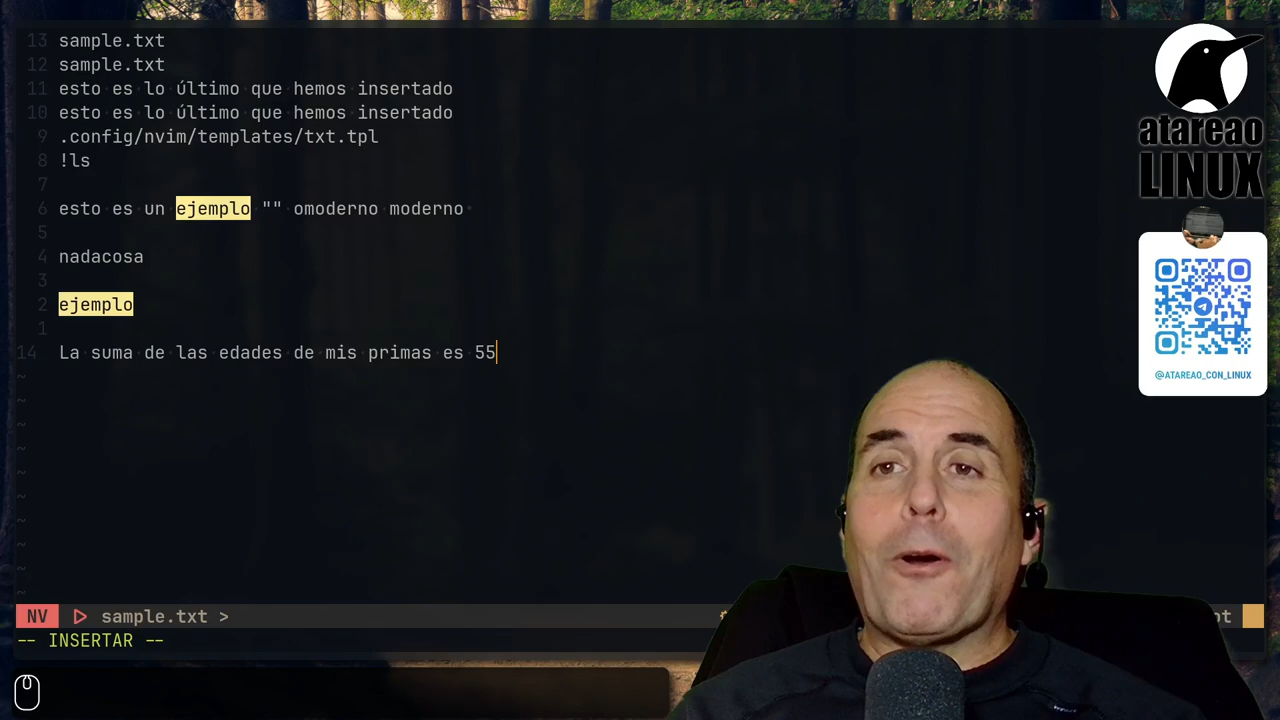 13 sample.txt
12 sample.txt
11 esto es lo último que hemos insertado
10 esto es lo último que hemos insertado
9 .config/nvim/templates/txt.tpl
8 !ls
7
6 esto es un ejemplo "" omoderno moderno
5
4 nadacosa
3
2 ejemplo
1
14 La suma de las edades de mis primas es 55
~
~
~
~
~
~
~
~
~
~
NV sample.txt >
-- INSERTAR --
atareao
LINUX
@ATAREAO_CON_LINUX